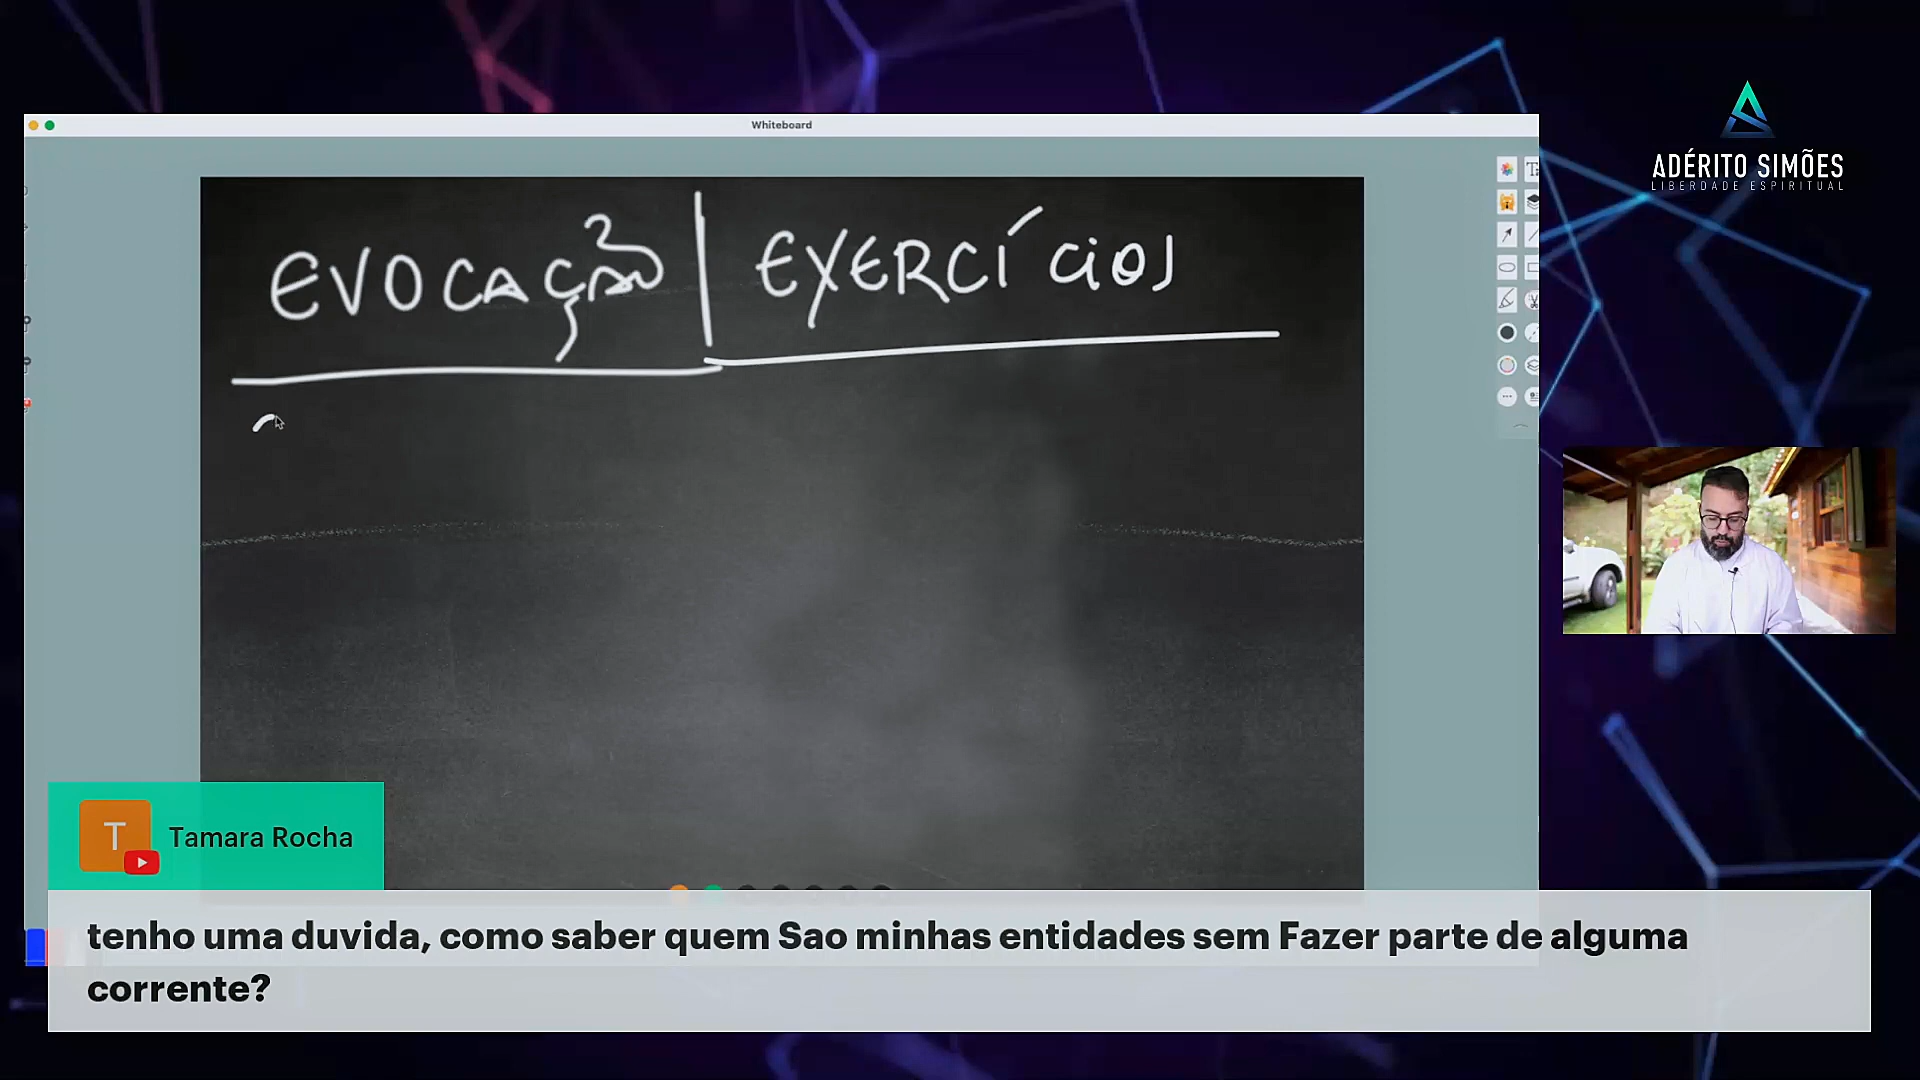 Whiteboard
ADÉRITO SIMÕES
LIBERDADE ESPIRITUAL
EVOCAÇÃO | EXERCÍCIOS
T
Tamara Rocha
tenho uma duvida, como saber quem Sao minhas entidades sem Fazer parte de alguma
corrente?